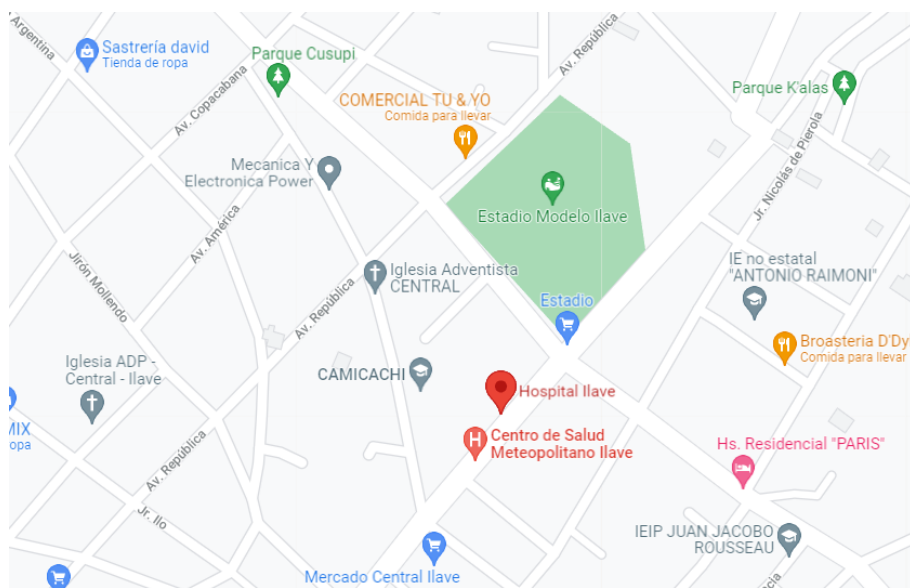 Argentina
Sastrería david
Tienda de ropa
Parque Cusupi
Av. República
Av. Copacabana
COMERCIAL TU & YO
Comida para llevar
Parque K'alas
Mecanica Y
Electronica Power
Jr. Nicolás de Pierola
Estadio Modelo Ilave
Av. América
Jirón Mollendo
Iglesia Adventista
CENTRAL
IE no estatal
"ANTONIO RAIMONI"
Av. República
Estadio
Broasteria D'Dy
Comida para llevar
Iglesia ADP -
Central - Ilave
CAMICACHI
Hospital Ilave
MIX
opa
Centro de Salud
Meteopolitano Ilave
Av. República
Hs. Residencial "PARIS"
Jr. Ilo
IEIP JUAN JACOBO
ROUSSEAU
Mercado Central Ilave
ncia